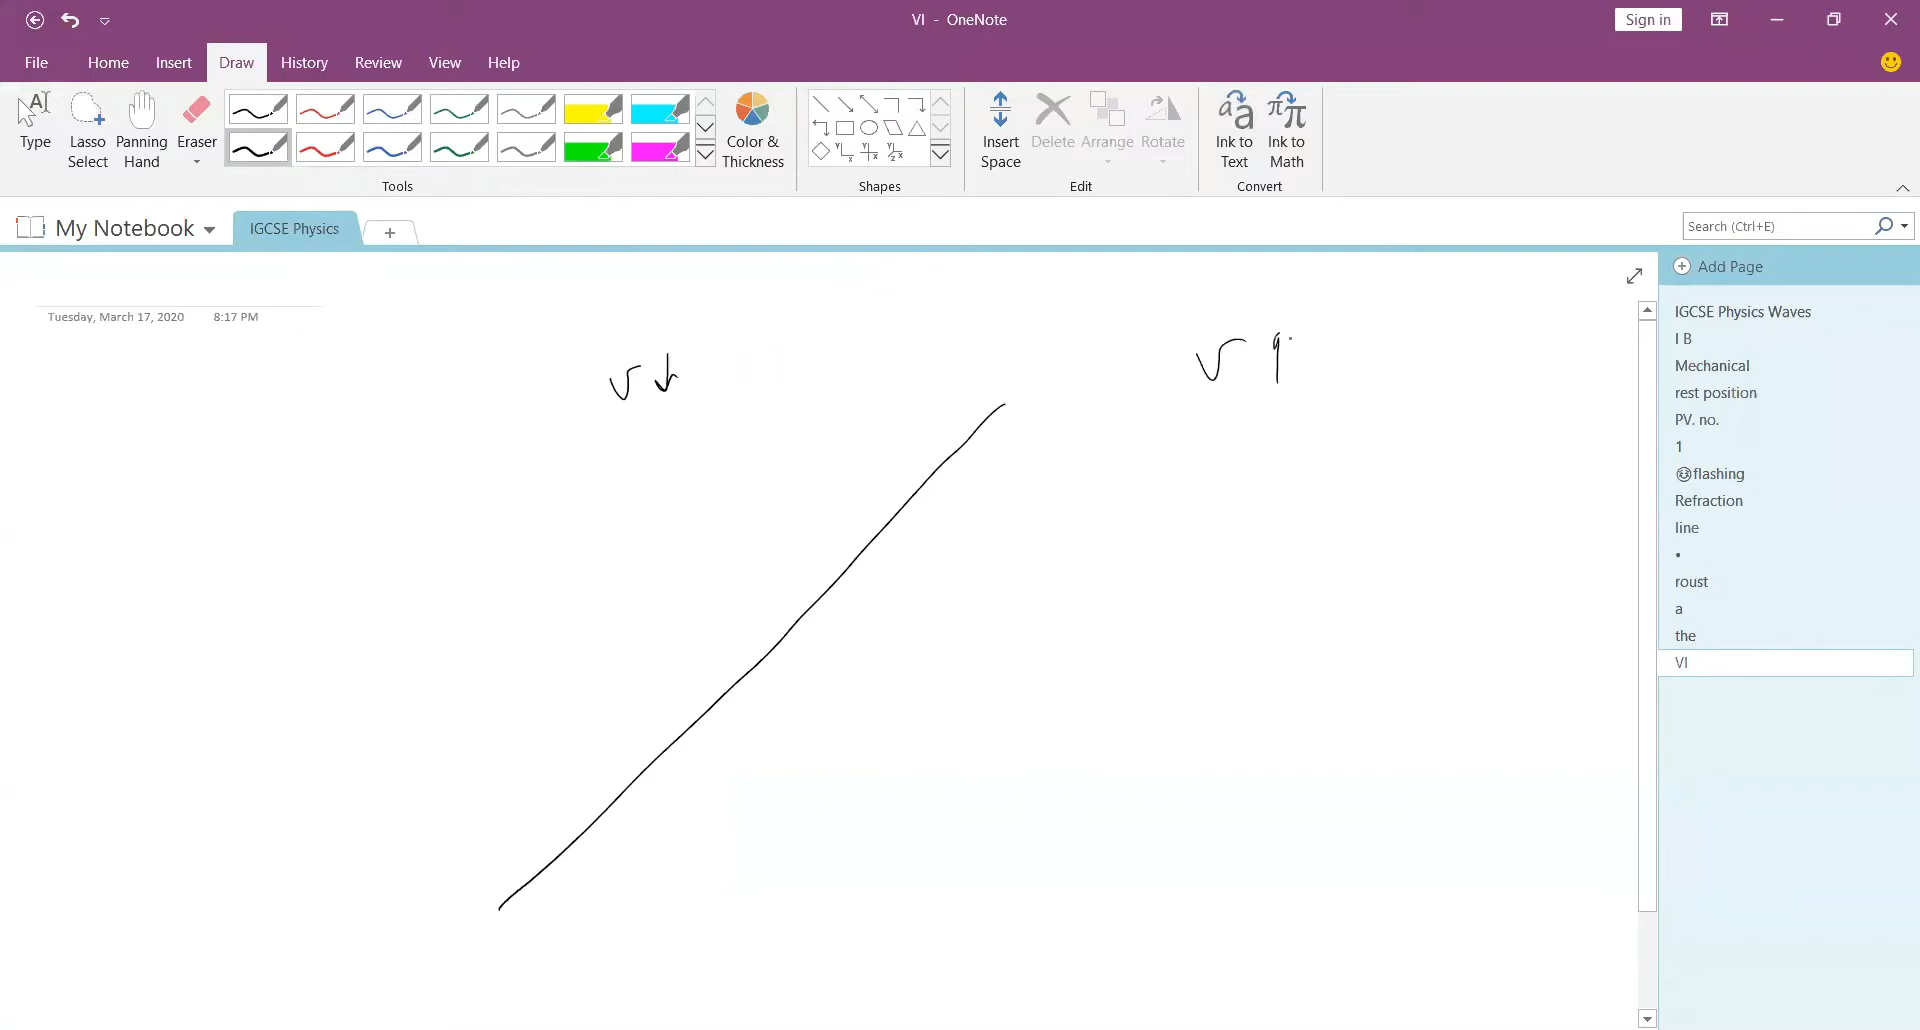 VI - OneNote
Sign in
File Home Insert Draw History Review View Help
Type
Lasso Select
Panning Hand
Eraser
Color & Thickness
Insert Space
Delete
Arrange
Rotate
Ink to Text
Ink to Math
Tools
Shapes
Edit
Convert
My Notebook
IGCSE Physics
Search (Ctrl+E)
Add Page
Tuesday, March 17, 2020 8:17 PM
v ↓
v
IGCSE Physics Waves
I B
Mechanical
rest position
PV. no.
1
flashing
Refraction
line
•
roust
a
the
VI